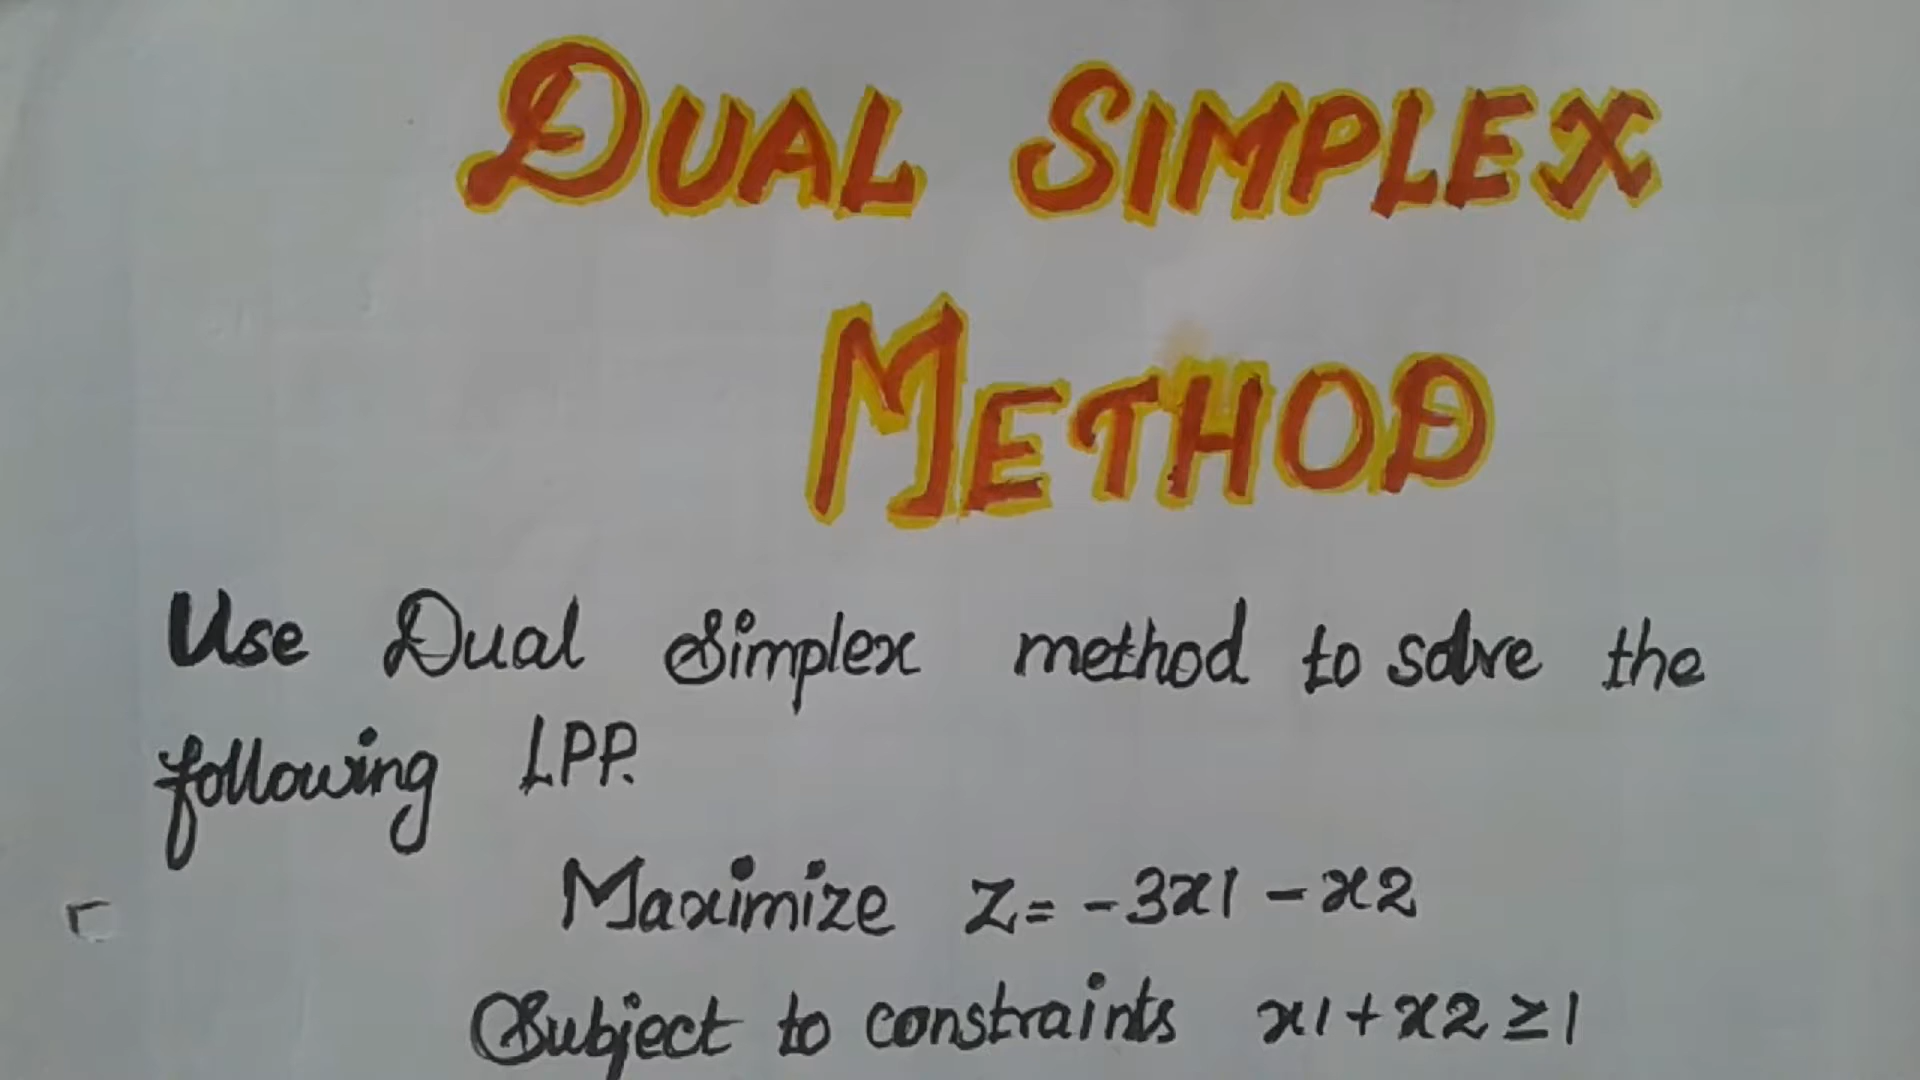 DUAL SIMPLEX
METHOD
Use Dual Simplex method to solve the
following LPP.
Maximize Z = -3x1 - x2
Subject to constraints x1 + x2 ≥ 1